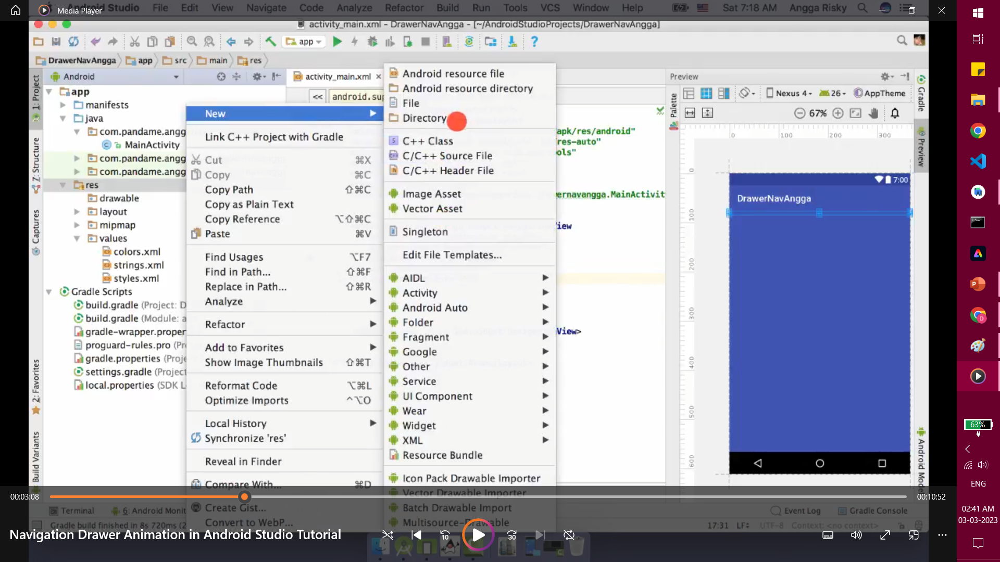 Media Player
Android Studio File Edit View Navigate Code Analyze Refactor Build Run Tools VCS Window Help Sat 7:18 AM Angga Risky
activity_main.xml - DrawerNavAngga - [~/AndroidStudioProjects/DrawerNavAngga]
app
DrawerNavAngga app src main res
1: Project
Z: Structure
Captures
2: Favorites
Build Variants
Android
app
manifests
java
com.pandame.angg
MainActivity
com.pandame.angg
com.pandame.angg
res
drawable
layout
mipmap
values
colors.xml
strings.xml
styles.xml
Gradle Scripts
build.gradle (Project: D
build.gradle (Module: a
gradle-wrapper.proper
proguard-rules.pro (Pr
gradle.properties (Proje
settings.gradle (Project
local.properties (SDK L
activity_main.xml
<< android.sup
New
Link C++ Project with Gradle
Cut ⌘X
Copy ⌘C
Copy Path ⇧⌘C
Copy as Plain Text
Copy Reference ⌥⇧⌘C
Paste ⌘V
Find Usages ⌥F7
Find in Path... ⇧⌘F
Replace in Path... ⇧⌘R
Analyze
Refactor
Add to Favorites
Show Image Thumbnails ⇧⌘T
Reformat Code ⌥⌘L
Optimize Imports ^⌥O
Local History
Synchronize 'res'
Reveal in Finder
Compare With... ⌘D
Create Gist...
Convert to WebP...
Android resource file
Android resource directory
File
Directory
C++ Class
C/C++ Source File
C/C++ Header File
Image Asset
Vector Asset
Singleton
Edit File Templates...
AIDL
Activity
Android Auto
Folder
Fragment
Google
Other
Service
UI Component
Wear
Widget
XML
Resource Bundle
Icon Pack Drawable Importer
Vector Drawable Importer
Batch Drawable Import
Multisource-Drawable
apk/res/android"
res-auto"
ols"
ernavangga.MainActivit
View
View>
Preview
Palette
Nexus 4 26 AppTheme
67%
0 100 200 300
0
100
200
300
400
500
600
7:00
DrawerNavAngga
Gradle
Preview
Android Model
00:03:08
00:10:52
Terminal 6: Android Monit Event Log Gradle Console
Gradle build finished in 8s 720ms (2 17:31 LF UTF-8 Context: <no context>
Navigation Drawer Animation in Android Studio Tutorial
10 30
63%
ENG
02:41 AM
03-03-2023